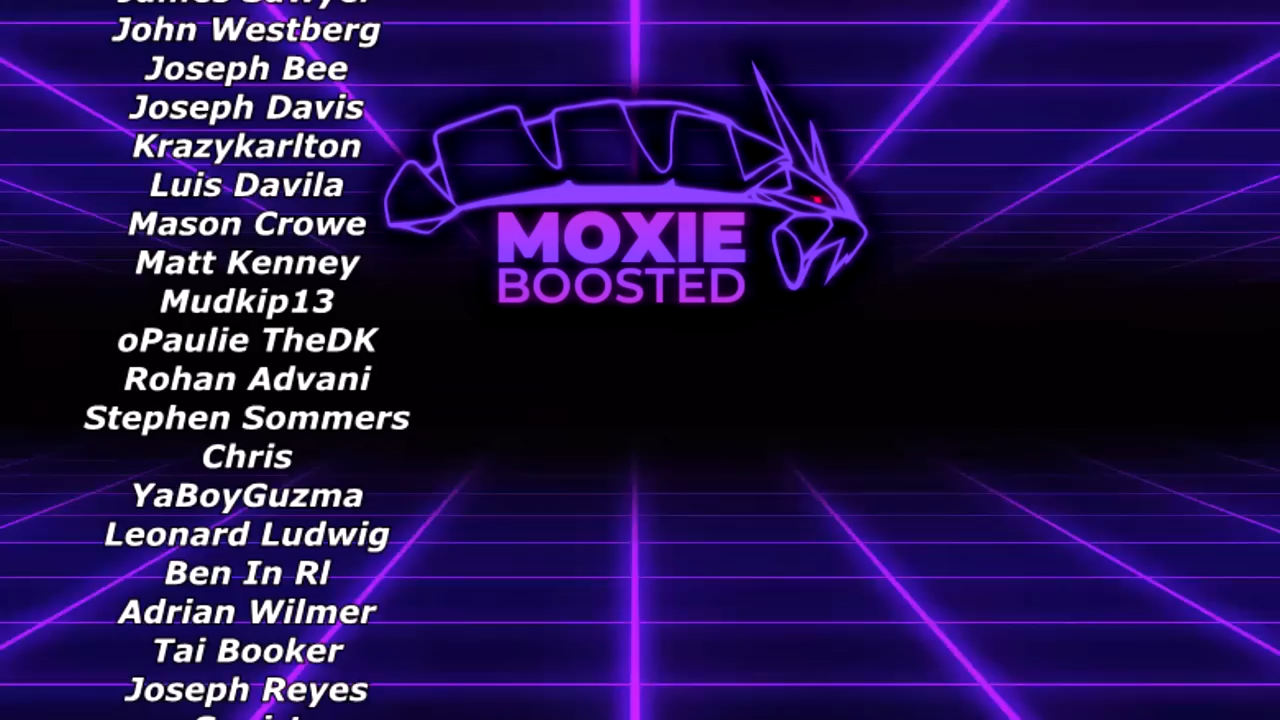 John Westberg
Joseph Bee
Joseph Davis
Krazykarlton
Luis Davila
Mason Crowe
Matt Kenney
Mudkip13
oPaulie TheDK
Rohan Advani
Stephen Sommers
Chris
YaBoyGuzma
Leonard Ludwig
Ben In Rl
Adrian Wilmer
Tai Booker
Joseph Reyes
MOXIE
BOOSTED